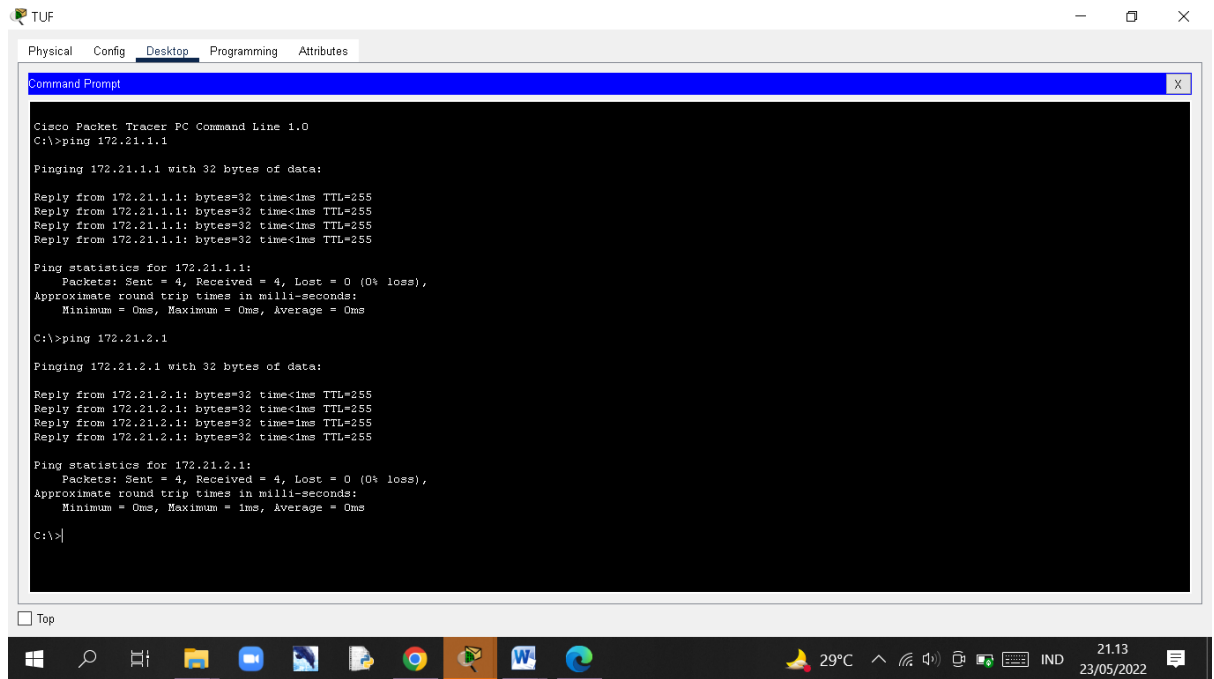 TUF
Physical Config Desktop Programming Attributes
Command Prompt
X
Cisco Packet Tracer PC Command Line 1.0
C:\>ping 172.21.1.1
Pinging 172.21.1.1 with 32 bytes of data:
Reply from 172.21.1.1: bytes=32 time<1ms TTL=255
Reply from 172.21.1.1: bytes=32 time<1ms TTL=255
Reply from 172.21.1.1: bytes=32 time<1ms TTL=255
Reply from 172.21.1.1: bytes=32 time<1ms TTL=255
Ping statistics for 172.21.1.1:
Packets: Sent = 4, Received = 4, Lost = 0 (0% loss),
Approximate round trip times in milli-seconds:
Minimum = 0ms, Maximum = 0ms, Average = 0ms
C:\>ping 172.21.2.1
Pinging 172.21.2.1 with 32 bytes of data:
Reply from 172.21.2.1: bytes=32 time<1ms TTL=255
Reply from 172.21.2.1: bytes=32 time<1ms TTL=255
Reply from 172.21.2.1: bytes=32 time=1ms TTL=255
Reply from 172.21.2.1: bytes=32 time<1ms TTL=255
Ping statistics for 172.21.2.1:
Packets: Sent = 4, Received = 4, Lost = 0 (0% loss),
Approximate round trip times in milli-seconds:
Minimum = 0ms, Maximum = 1ms, Average = 0ms
C:\>
Top
29°C IND 21.13
23/05/2022